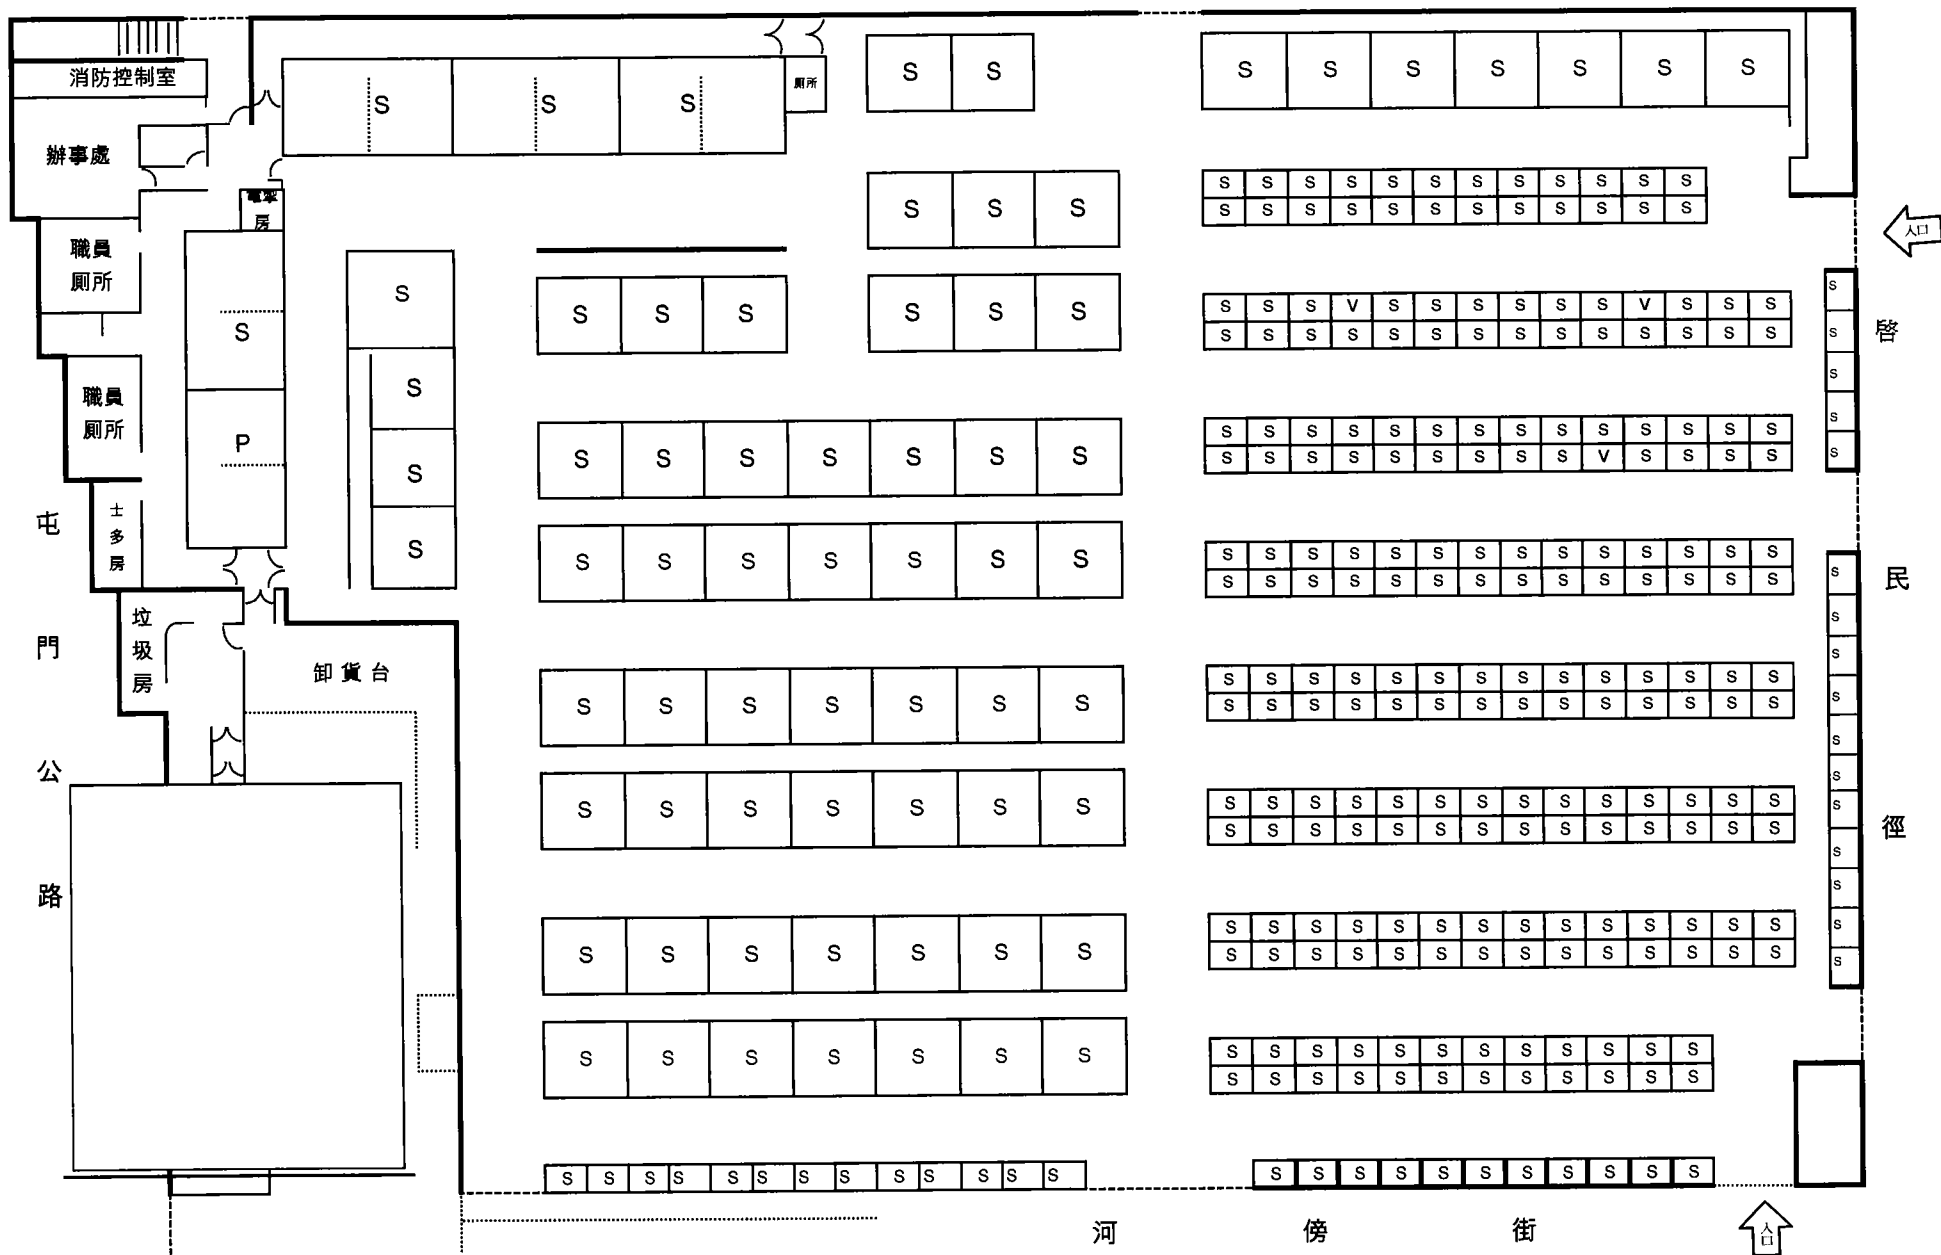 消防控制室
廁所
S S
S S S S S S S
S S S
辦事處
S S S S S S S S S S S S
S S S S S S S S S S S S
電掣
房
S S S
入口
職員
廁所
S
S
S S S
S S S
S S S V S S S S S S V S S S
S S S S S S S S S S S S S S
S
S
S
S
S
啓
民
徑
職員
廁所
P
S
S
S
S S S S S S S
S S S S S S S S S S S S S S
S S S S S S S S S V S S S S
士
多
房
屯
門
公
路
S S S S S S S
S S S S S S S S S S S S S S
S S S S S S S S S S S S S S
S
S
S
S
S
S
S
S
S
S
S
垃
圾
房
卸貨台
S S S S S S S
S S S S S S S S S S S S S S
S S S S S S S S S S S S S S
S S S S S S S
S S S S S S S S S S S S S S
S S S S S S S S S S S S S S
S S S S S S S
S S S S S S S S S S S S S S
S S S S S S S S S S S S S S
S S S S S S S
S S S S S S S S S S S S
S S S S S S S S S S S S
S S S S S S S S S S S S S
S S S S S S S S S S S
河傍街
入口